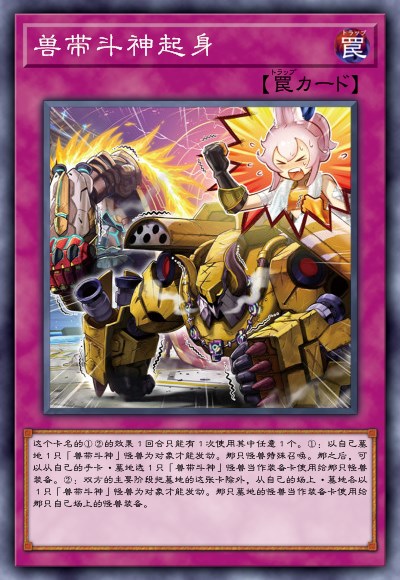 兽带斗神起身
トラップ
罠
トラップ
【罠カード】
这个卡名的①②的效果1回合只能有1次使用其中任意1个。①:以自己墓
地1只「兽带斗神」怪兽为对象才能发动。那只怪兽特殊召唤。那之后,可
以从自己的手卡・墓地选1只「兽带斗神」怪兽当作装备卡使用给那只怪兽
装备。②:双方的主要阶段把墓地的这张卡除外,从自己的场上・墓地各以
1只「兽带斗神」怪兽为对象才能发动。那只墓地的怪兽当作装备卡使用给
那只自己场上的怪兽装备。